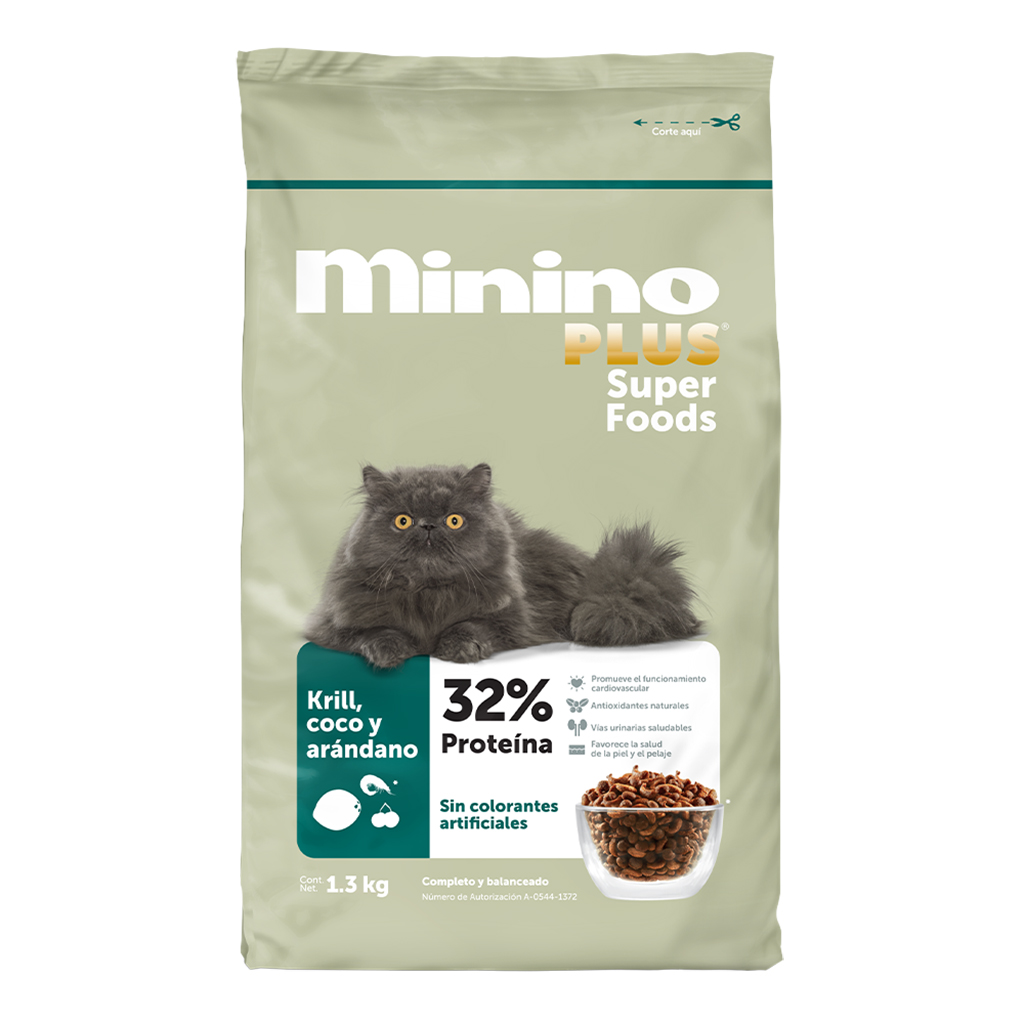 Corte aquí
minino
PLUS®
Super
Foods
Krill,
coco y
arándano
32%
Proteína
Promueve el funcionamiento
cardiovascular
Antioxidantes naturales
Vías urinarias saludables
Favorece la salud
de la piel y el pelaje
Sin colorantes
artificiales
Cont.
Net. 1.3 kg
Completo y balanceado
Número de Autorización A-0544-1372